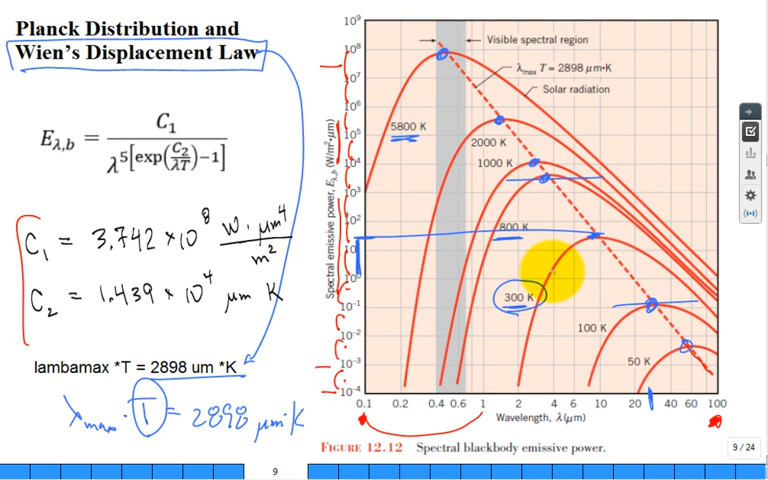 Planck Distribution and
Wien's Displacement Law
E_{λ,b} = C_1 / λ^5[exp(C_2/λT)−1]
C_1 = 3.742 × 10^8 W · μm^4 / m^2
C_2 = 1.439 × 10^4 μm K
lambamax *T = 2898 um *K
λ_max · T = 2898 μm·K
10^9
10^8
10^7
10^6
10^5
10^4
10^3
10^2
10^1
10^0
10^-1
10^-2
10^-3
10^-4
Spectral emissive power, E_{λ,b} (W/m^2·μm)
Visible spectral region
λ_max T = 2898 μm·K
Solar radiation
5800 K
2000 K
1000 K
800 K
300 K
100 K
50 K
0.1 0.2 0.4 0.6 1 2 4 6 10 20 40 60 100
Wavelength, λ (μm)
FIGURE 12.12 Spectral blackbody emissive power.
9 / 24
9